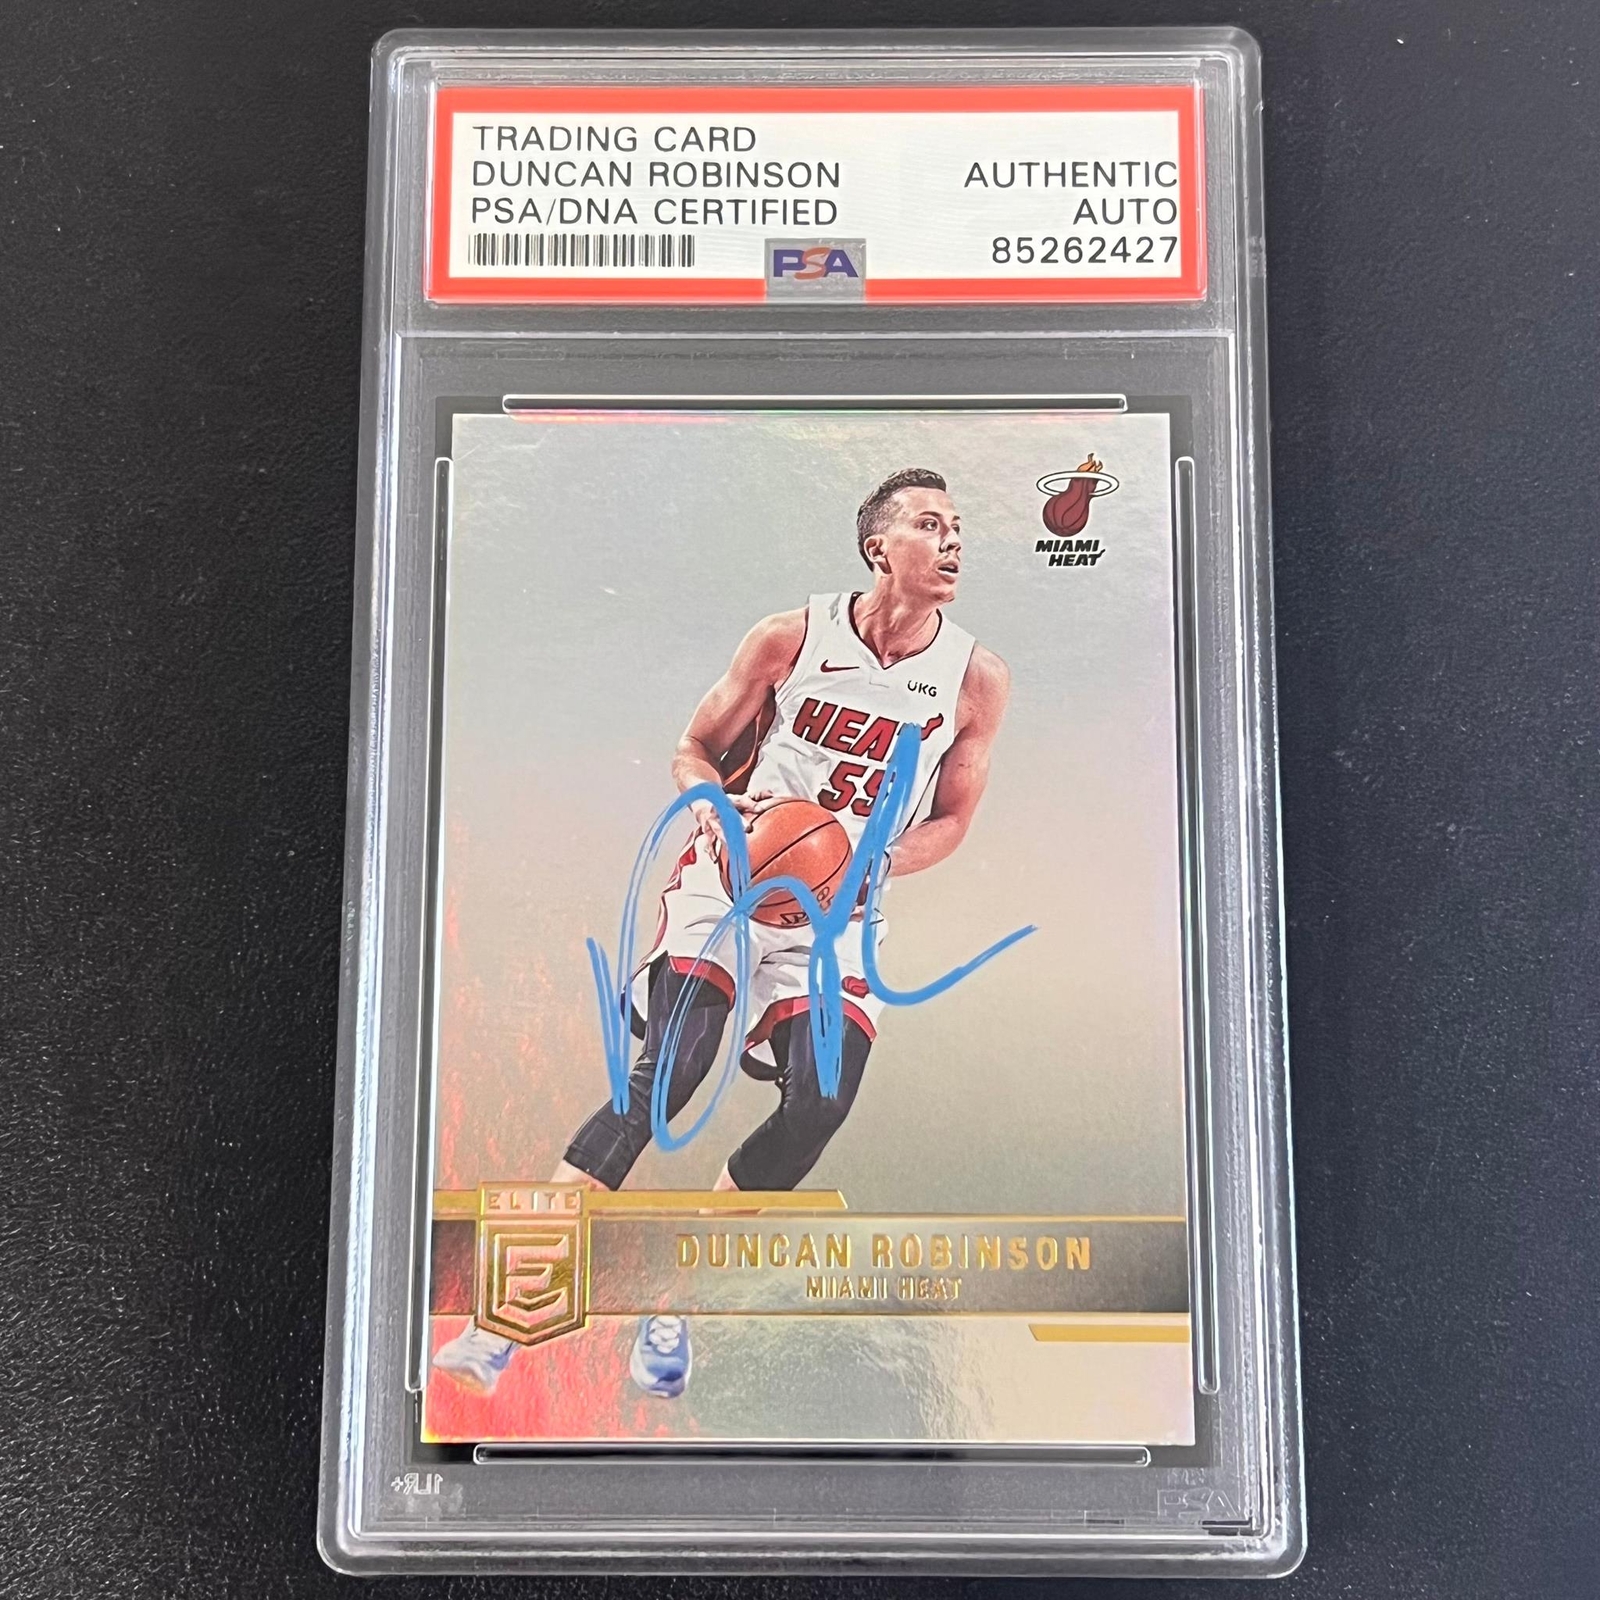 TRADING CARD
DUNCAN ROBINSON
PSA/DNA CERTIFIED
AUTHENTIC
AUTO
85262427
PSA
MIAMI
HEAT
UKG
HEAT
55
ELITE
E
DUNCAN ROBINSON
MIAMI HEAT
PSA